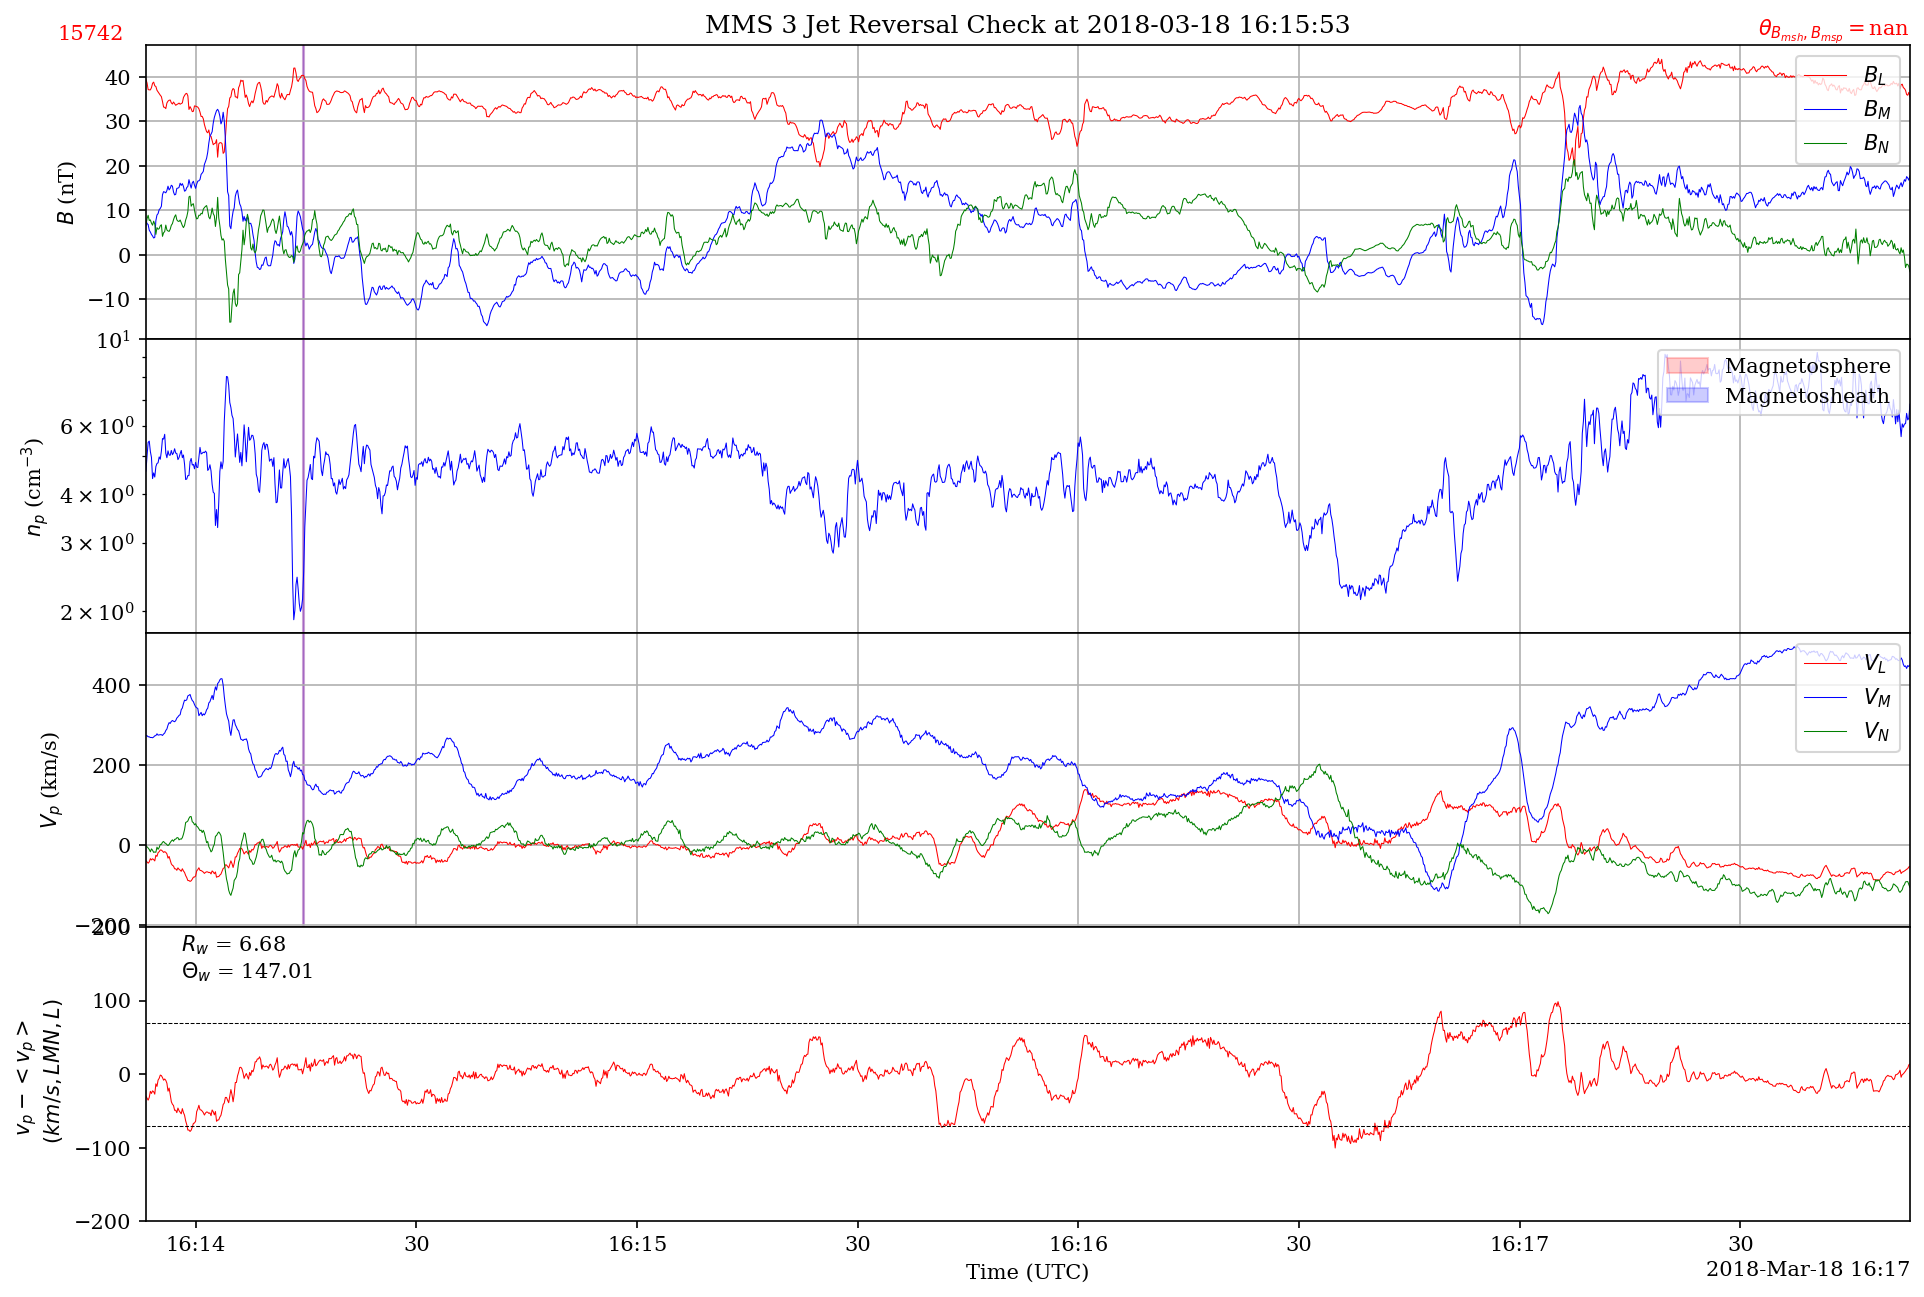 MMS 3 Jet Reversal Check at 2018-03-18 16:15:53
15742
θ_{B_{msh}, B_{msp}} = nan
40
30
20
10
0
−10
B (nT)
B_L
B_M
B_N
10^1
6 × 10^0
4 × 10^0
3 × 10^0
2 × 10^0
n_p (cm^{−3})
Magnetosphere
Magnetosheath
400
200
0
−200
V_p (km/s)
V_L
V_M
V_N
200
100
0
−100
−200
v_p − < v_p >
(km/s, LMN, L)
R_w = 6.68
Θ_w = 147.01
16:14
30
16:15
30
16:16
30
16:17
30
Time (UTC)
2018-Mar-18 16:17